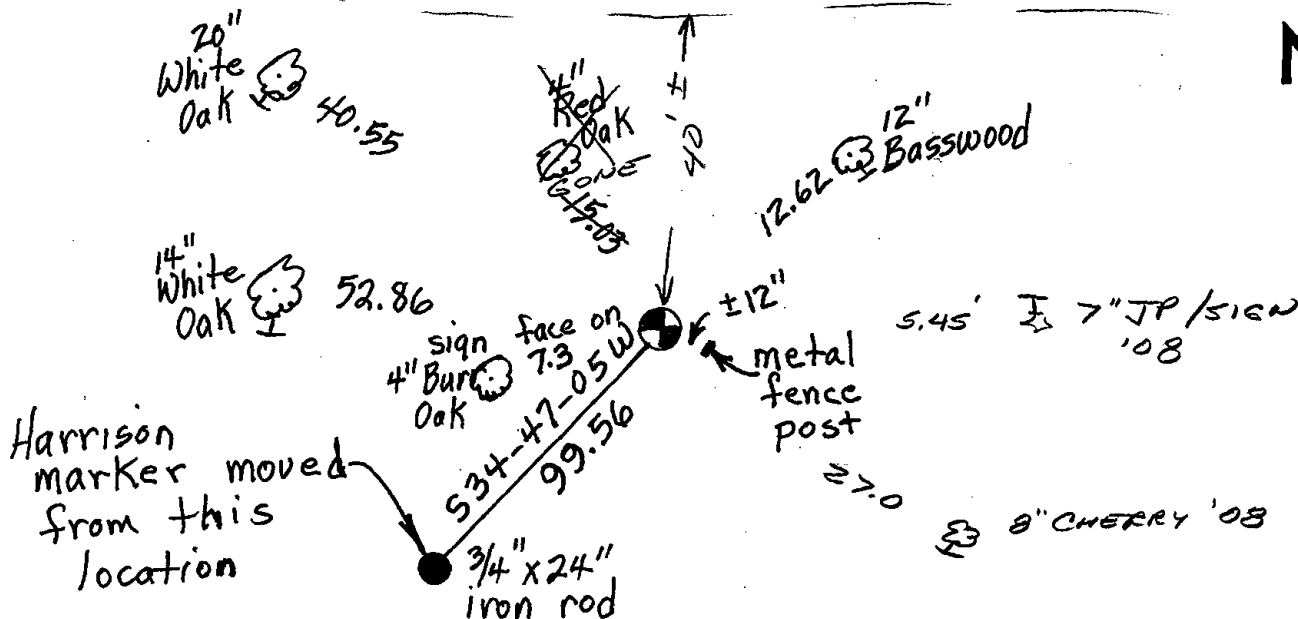 N
20"
White
Oak
40.55
4"
Red
Oak
GONE
15.03
40' ±
12"
Basswood
12.62
14"
White
Oak
52.86
sign face on
4" Burr 7.3
Oak
±12"
metal
fence
post
5.45' 7" JP/SIGN
'08
Harrison
marker moved
from this
location
S34-47-05W
99.56
3/4" x 24"
iron rod
27.0
8" CHERRY '08